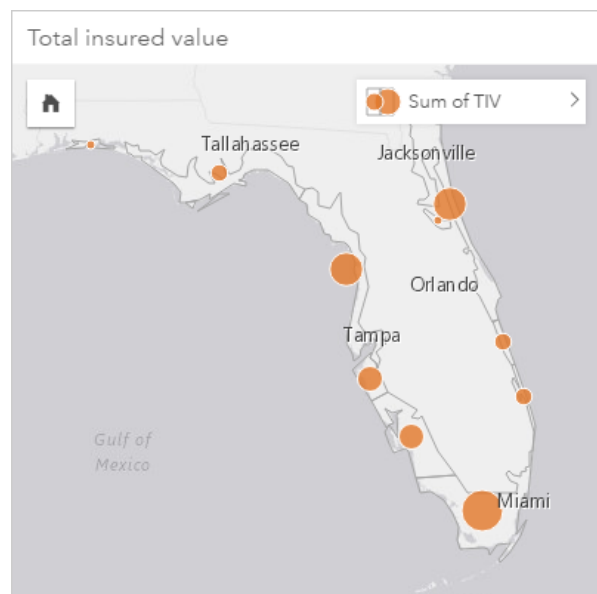 Total insured value
Sum of TIV
Tallahassee
Jacksonville
Orlando
Tampa
Gulf of
Mexico
Miami